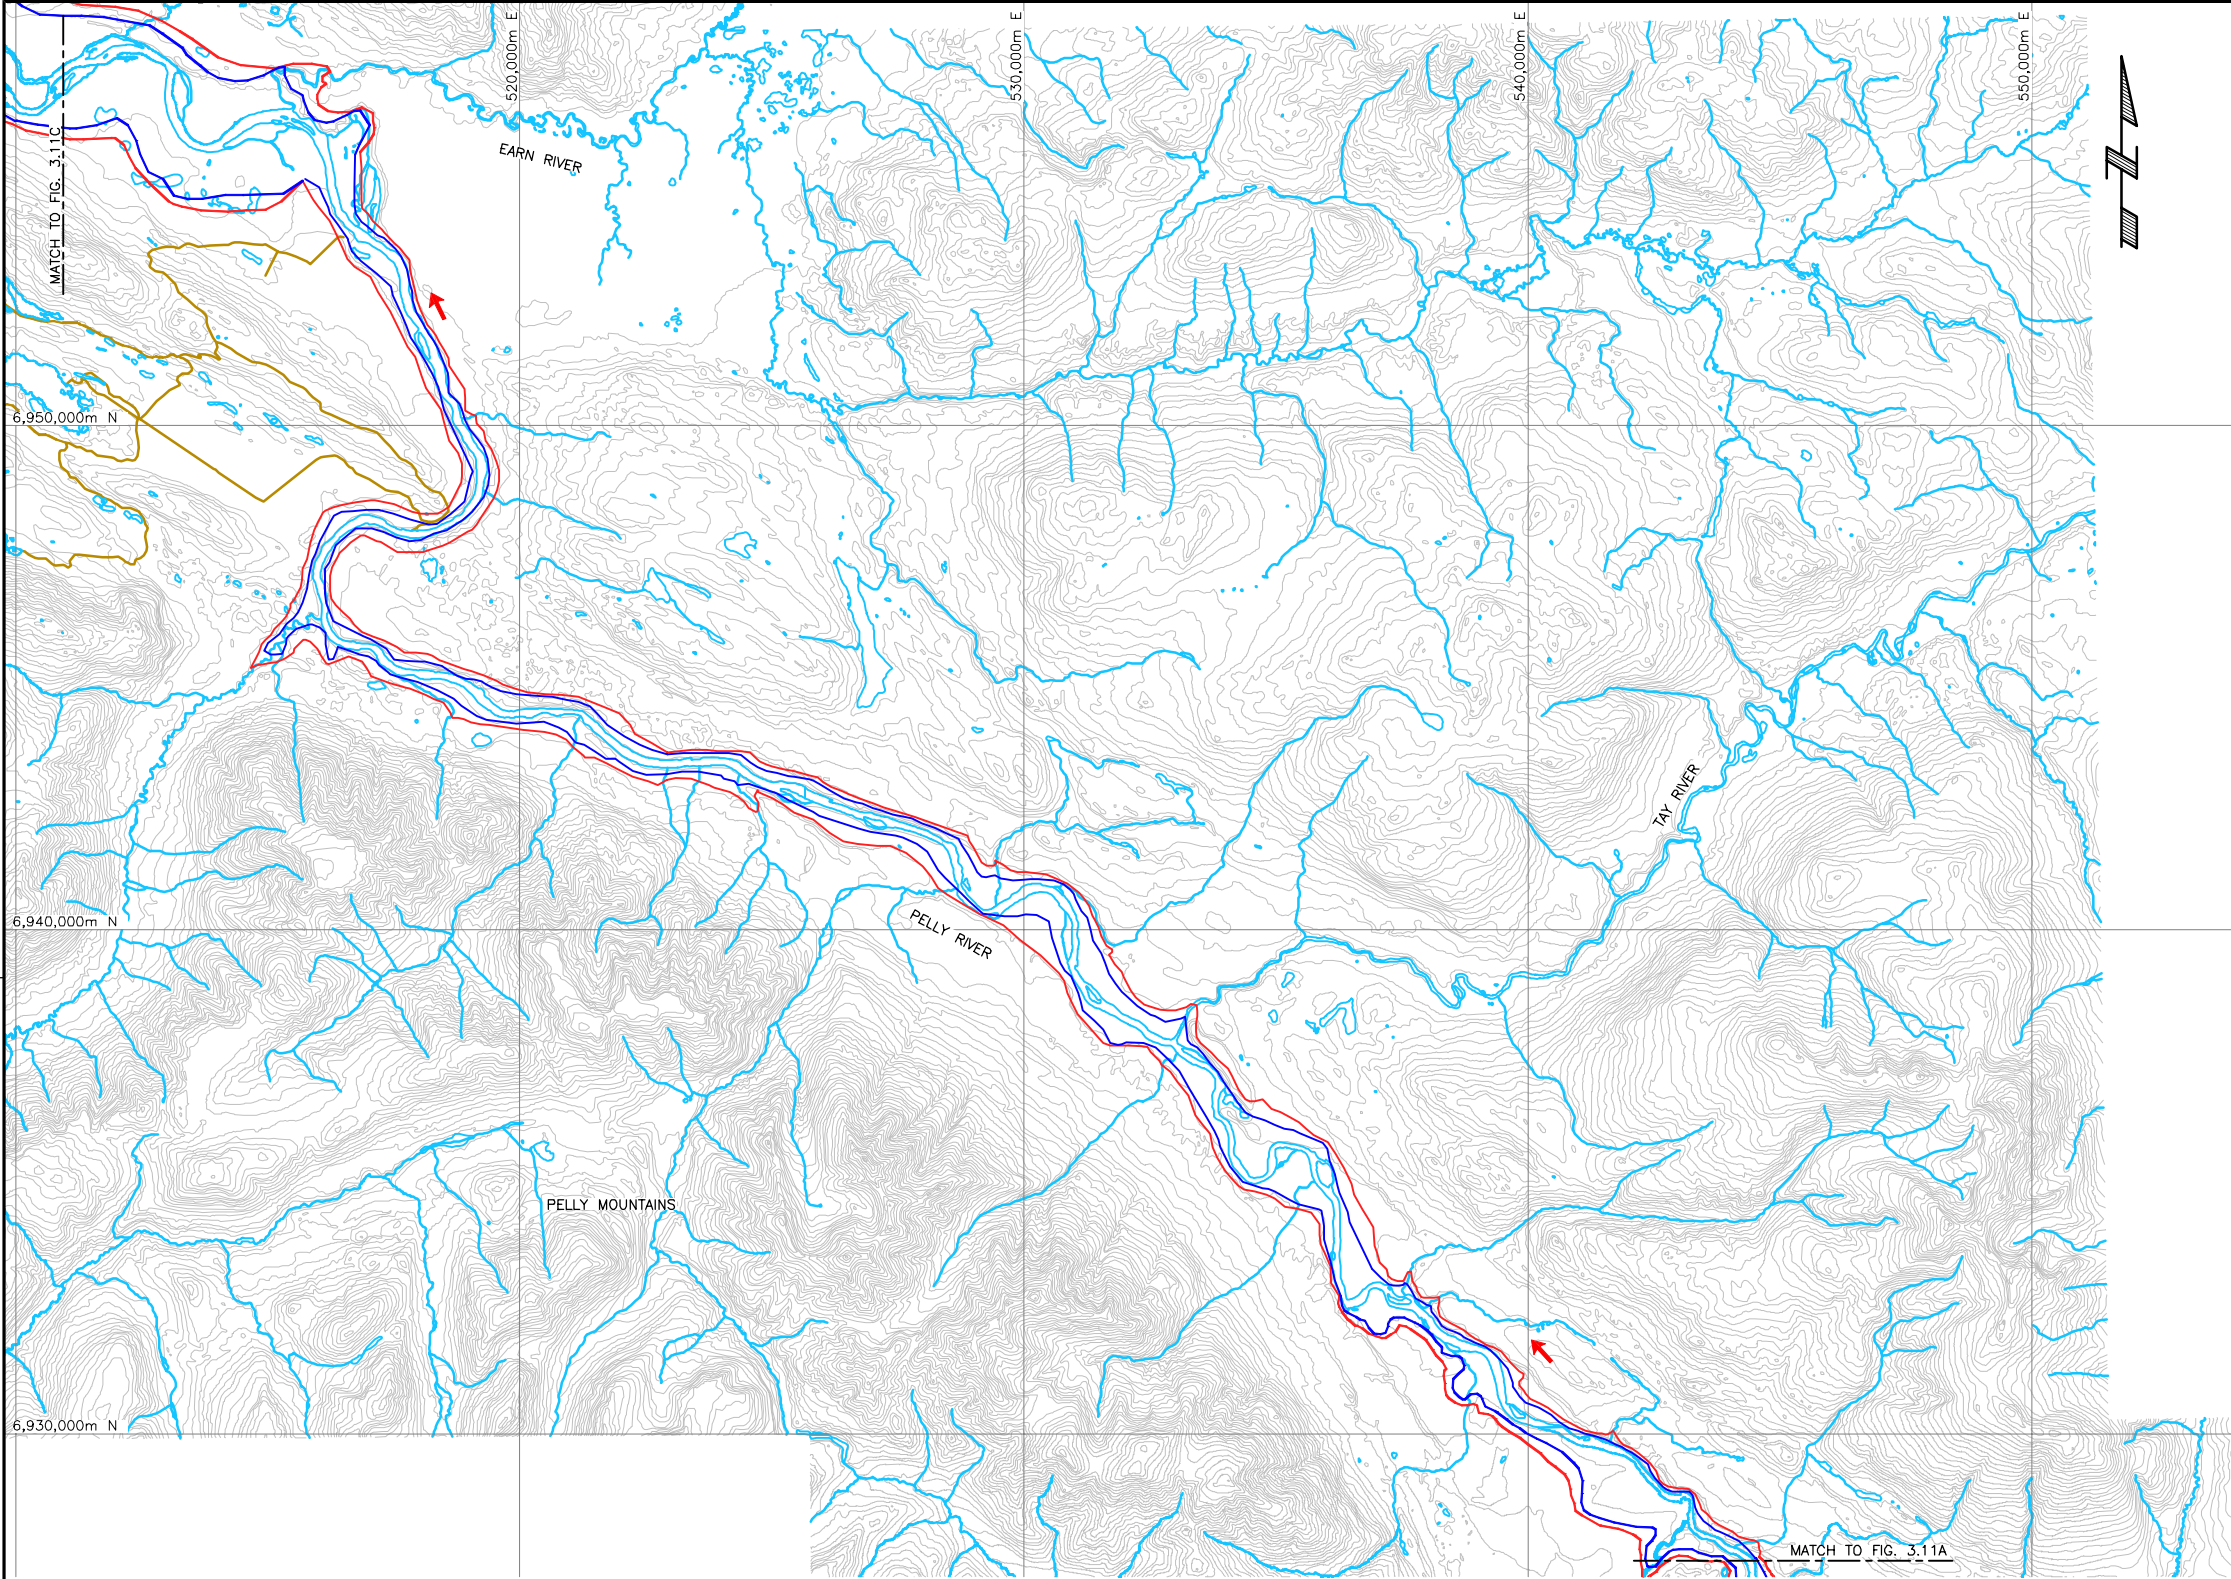 520,000m E
530,000m E
540,000m E
550,000m E
MATCH TO FIG. 3.11C
EARN RIVER
N
6,950,000m N
TAY RIVER
6,940,000m N
PELLY RIVER
PELLY MOUNTAINS
6,930,000m N
MATCH TO FIG. 3.11A